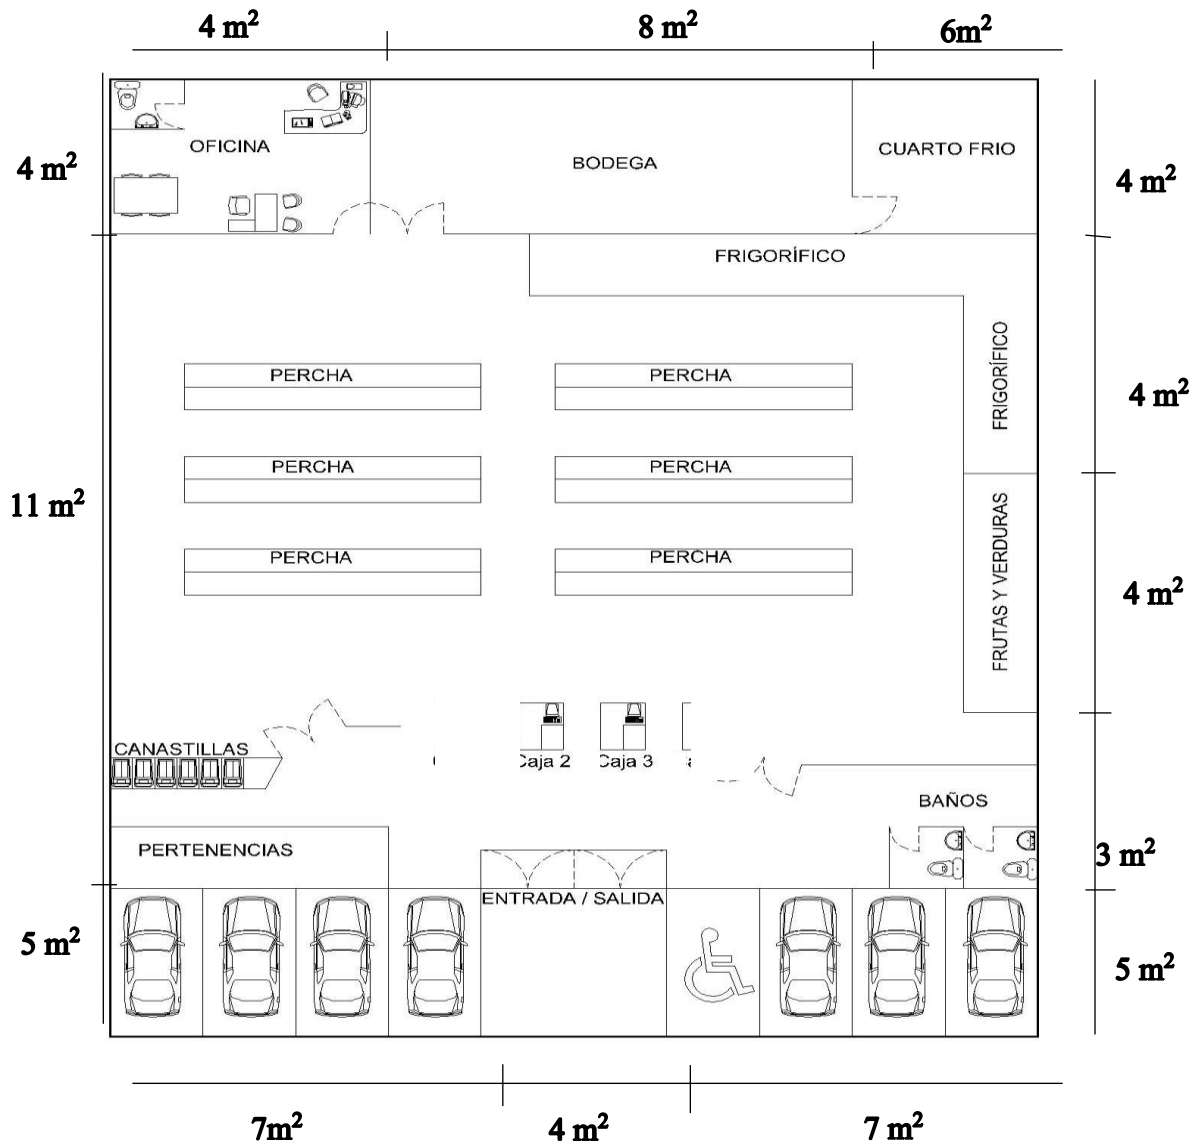 4 m²
8 m²
6m²
OFICINA
BODEGA
CUARTO FRIO
4 m²
4 m²
FRIGORÍFICO
FRIGORÍFICO
PERCHA
PERCHA
4 m²
PERCHA
PERCHA
11 m²
PERCHA
PERCHA
FRUTAS Y VERDURAS
4 m²
CANASTILLAS
Caja 2
Caja 3
BAÑOS
PERTENENCIAS
3 m²
ENTRADA / SALIDA
5 m²
5 m²
7m²
4 m²
7 m²